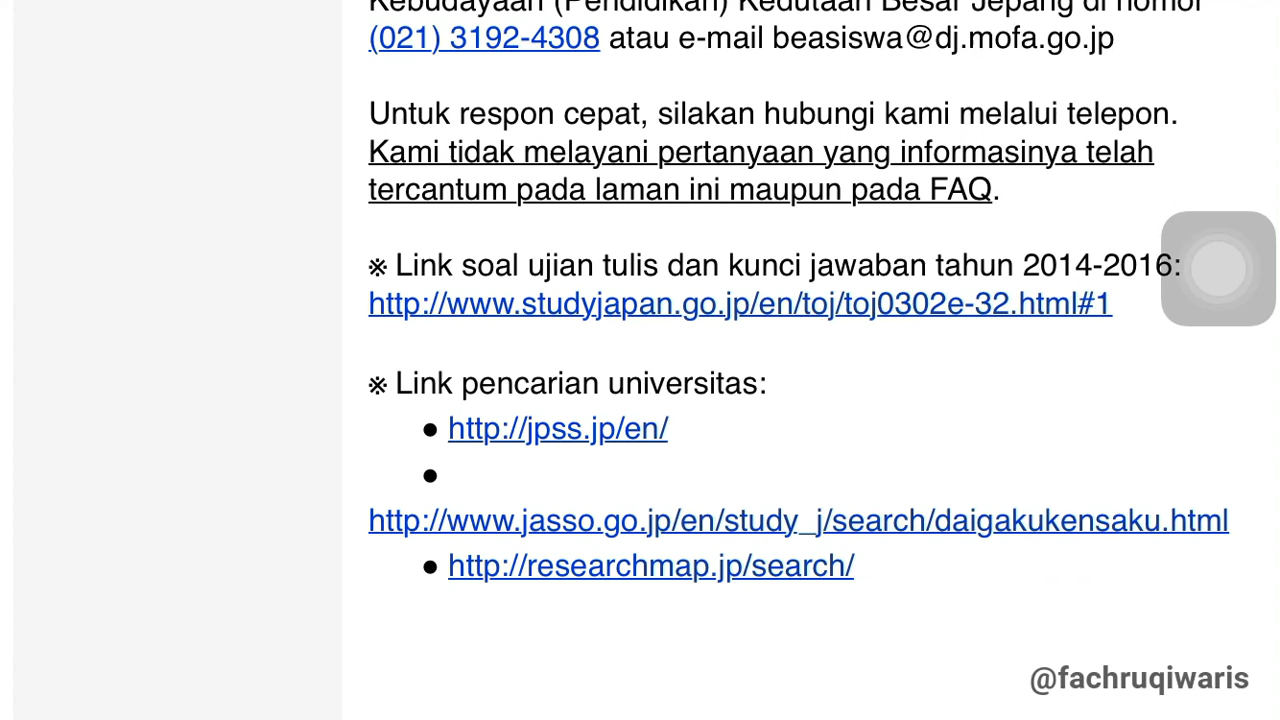 Kebudayaan (Pendidikan) Kedutaan Besar Jepang di nomor
(021) 3192-4308 atau e-mail beasiswa@dj.mofa.go.jp
Untuk respon cepat, silakan hubungi kami melalui telepon.
Kami tidak melayani pertanyaan yang informasinya telah
tercantum pada laman ini maupun pada FAQ.
※ Link soal ujian tulis dan kunci jawaban tahun 2014-2016:
http://www.studyjapan.go.jp/en/toj/toj0302e-32.html#1
※ Link pencarian universitas:
● http://jpss.jp/en/
●
http://www.jasso.go.jp/en/study_j/search/daigakukensaku.html
● http://researchmap.jp/search/
@fachruqiwaris